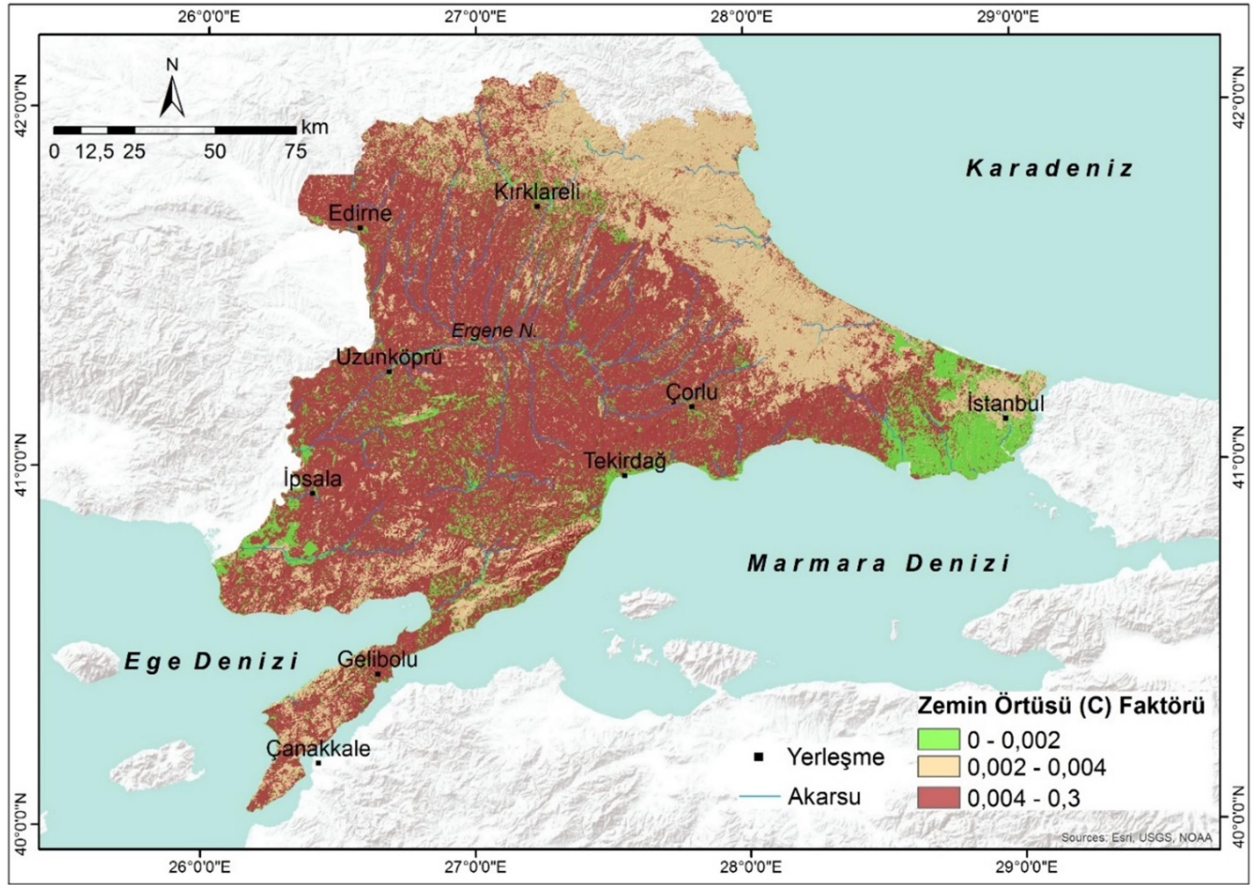 26°0'0"E 27°0'0"E 28°0'0"E 29°0'0"E
42°0'0"N
42°0'0"N
N
km
0 12,5 25 50 75
Karadeniz
Kırklareli
Edirne
Ergene N.
Uzunköprü
Çorlu
İstanbul
41°0'0"N
41°0'0"N
Tekirdağ
İpsala
Marmara Denizi
Ege Denizi
Gelibolu
Çanakkale
Zemin Örtüsü (C) Faktörü
0 - 0,002
0,002 - 0,004
0,004 - 0,3
Yerleşme
Akarsu
40°0'0"N
40°0'0"N
Sources: Esri, USGS, NOAA
26°0'0"E 27°0'0"E 28°0'0"E 29°0'0"E